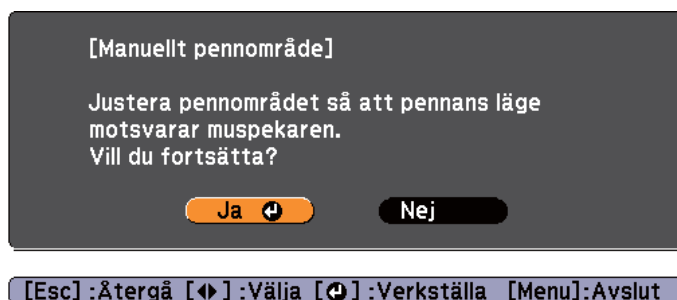 [Manuellt pennområde]
Justera pennområdet så att pennans läge
motsvarar muspekaren.
Vill du fortsätta?
Ja Nej
[Esc] :Återgå [◆] :Välja [↵] :Verkställa [Menu]:Avslut